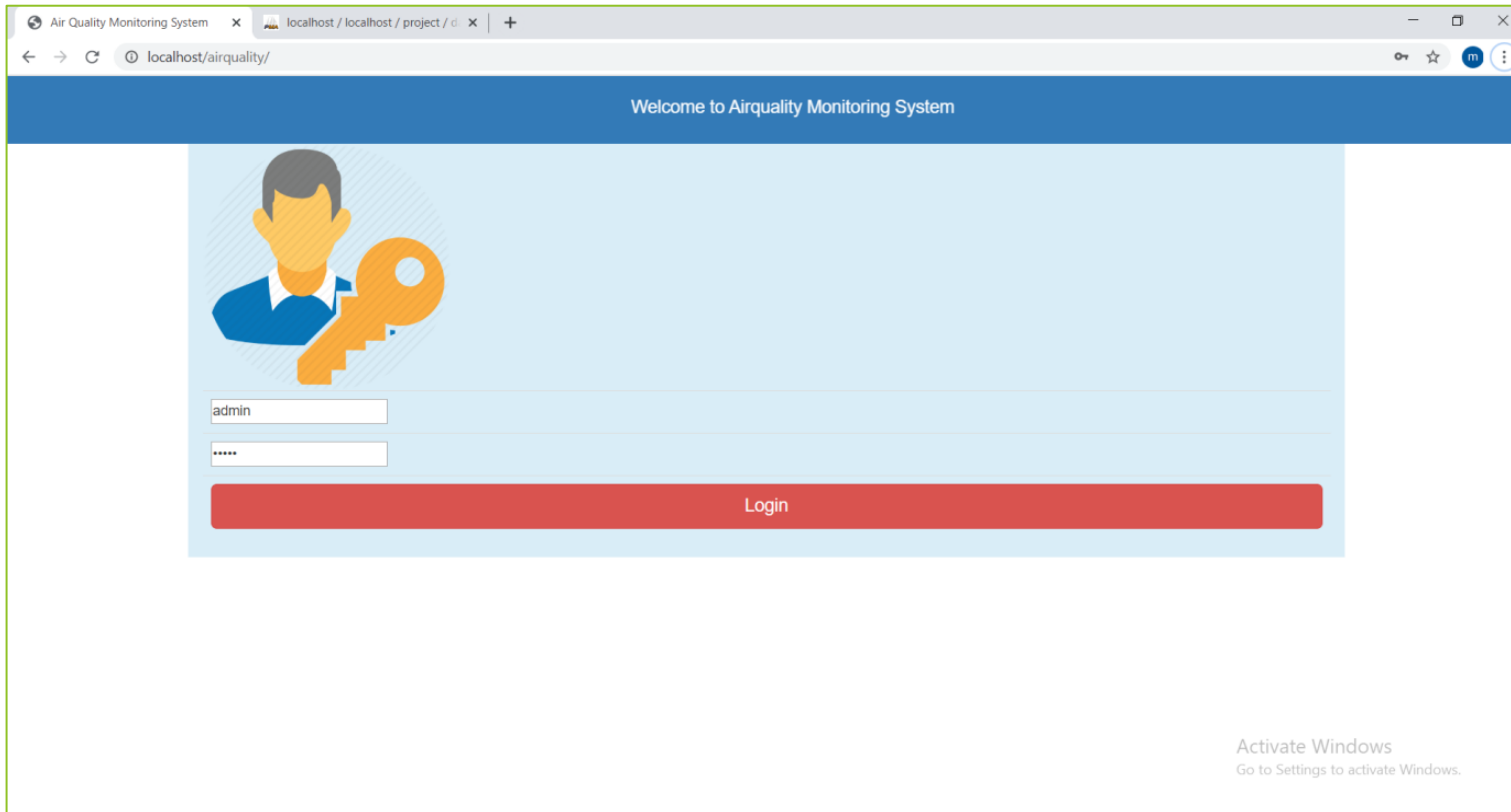 Air Quality Monitoring System
localhost / localhost / project / d
localhost/airquality/
m
Welcome to Airquality Monitoring System
admin
•••••
Login
Activate Windows
Go to Settings to activate Windows.